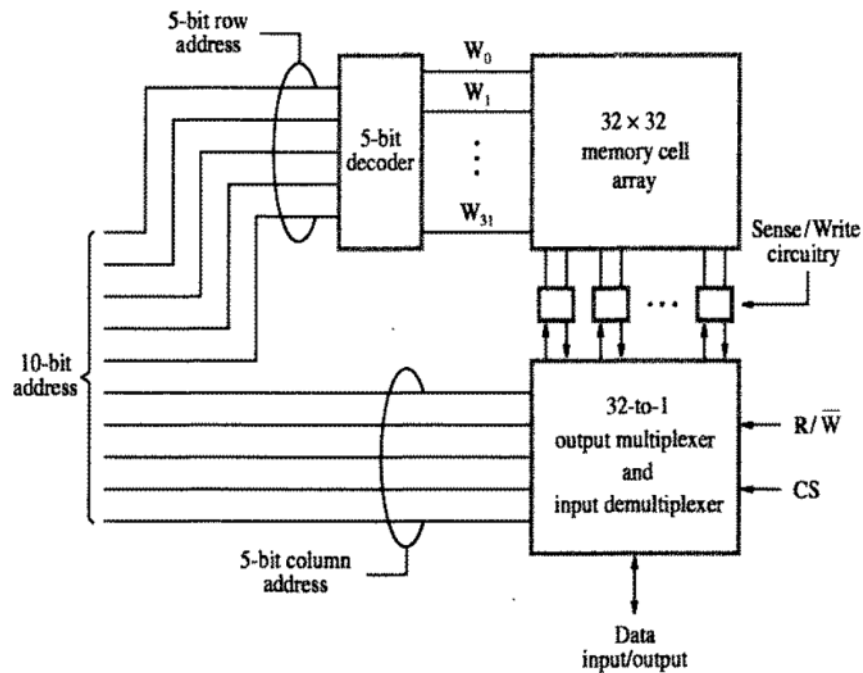 5-bit row
address
W0
W1
5-bit
decoder
W31
32 × 32
memory cell
array
Sense/Write
circuitry
10-bit
address
32-to-1
output multiplexer
and
input demultiplexer
R/W̅
CS
5-bit column
address
Data
input/output